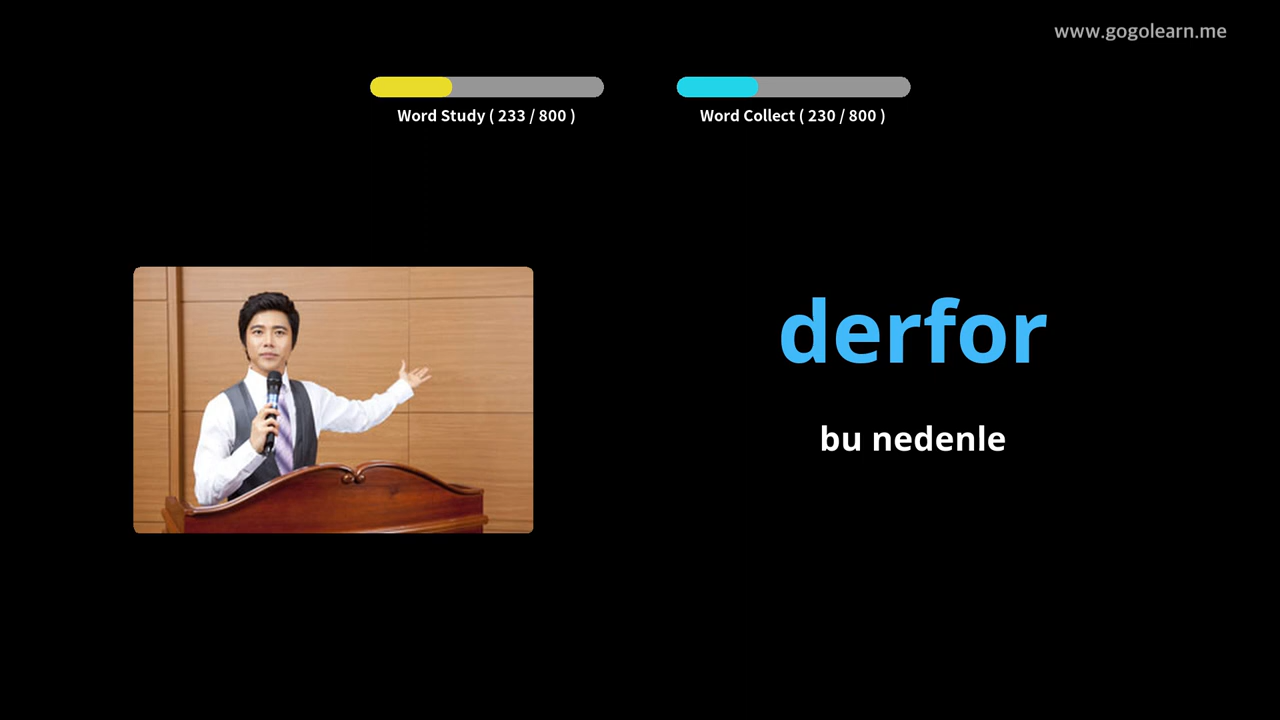 www.gogolearn.me
Word Study ( 233 / 800 )
Word Collect ( 230 / 800 )
derfor
bu nedenle